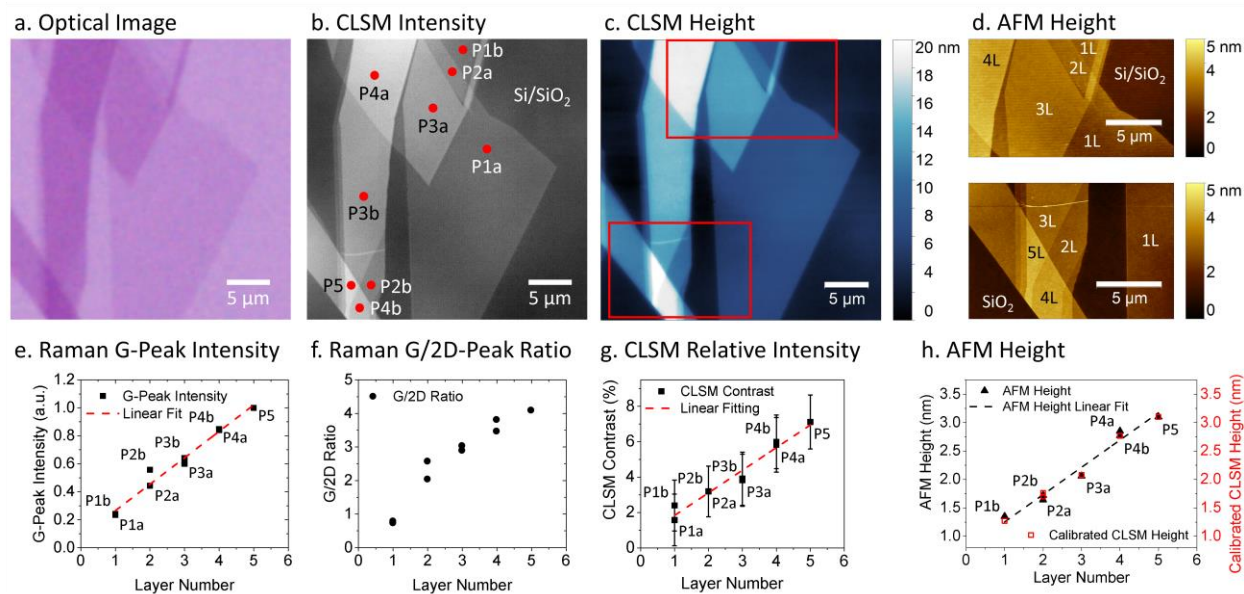 a. Optical Image
5 µm
b. CLSM Intensity
P1b
P2a
P4a
Si/SiO₂
P3a
P1a
P3b
P5
P2b
P4b
5 µm
c. CLSM Height
5 µm
20 nm
18
16
14
12
10
8
6
4
2
0
d. AFM Height
1L
4L
2L
Si/SiO₂
3L
5 µm
1L
5 nm
4
2
0
3L
2L
1L
5L
5 µm
SiO₂
4L
5 nm
4
2
0
e. Raman G-Peak Intensity
G-Peak Intensity (a.u.)
1.2
1.0
0.8
0.6
0.4
0.2
0.0
G-Peak Intensity
Linear Fit
P4b
P5
P3b
P4a
P2b
P3a
P1b
P2a
P1a
0 1 2 3 4 5 6
Layer Number
f. Raman G/2D-Peak Ratio
G/2D Ratio
5
4
3
2
1
0
G/2D Ratio
0 1 2 3 4 5 6
Layer Number
g. CLSM Relative Intensity
CLSM Contrast (%)
8
6
4
2
0
CLSM Contrast
Linear Fitting
P4b
P5
P4a
P2b
P3b
P1b
P2a
P3a
P1a
0 1 2 3 4 5 6
Layer Number
h. AFM Height
AFM Height (nm)
3.5
3.0
2.5
2.0
1.5
1.0
AFM Height
AFM Height Linear Fit
P4a
P5
P4b
P2b
P3a
P1b
P2a
Calibrated CLSM Height
0 1 2 3 4 5 6
Layer Number
3.5
3.0
2.5
2.0
1.5
1.0
Calibrated CLSM Height (nm)